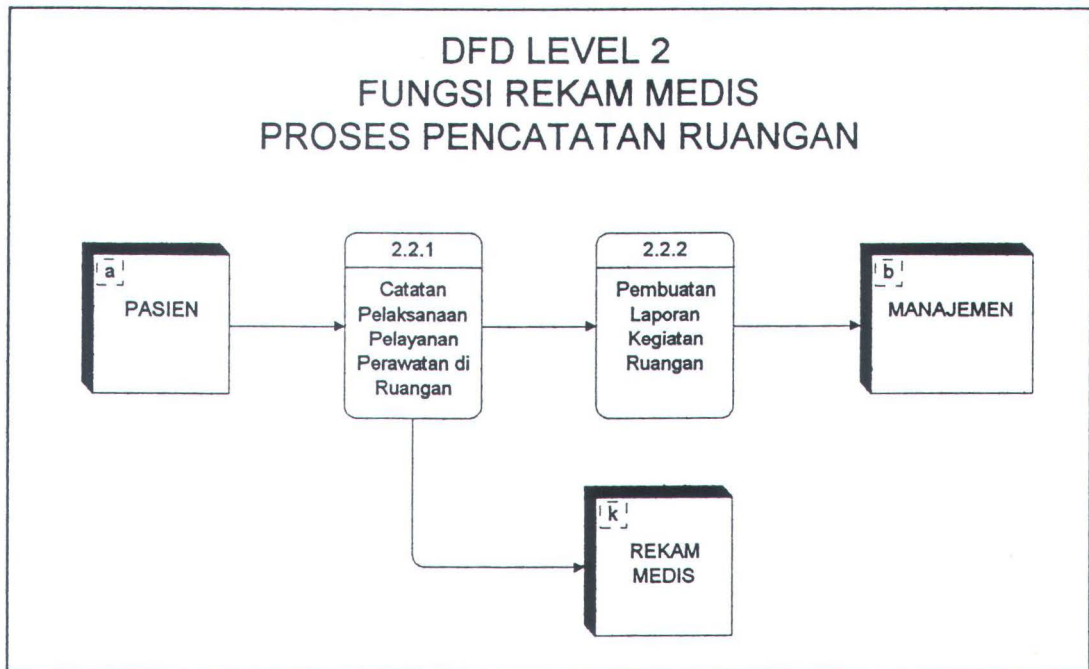 DFD LEVEL 2
FUNGSI REKAM MEDIS
PROSES PENCATATAN RUANGAN
a
PASIEN
2.2.1
Catatan
Pelaksanaan
Pelayanan
Perawatan di
Ruangan
2.2.2
Pembuatan
Laporan
Kegiatan
Ruangan
b
MANAJEMEN
k
REKAM
MEDIS